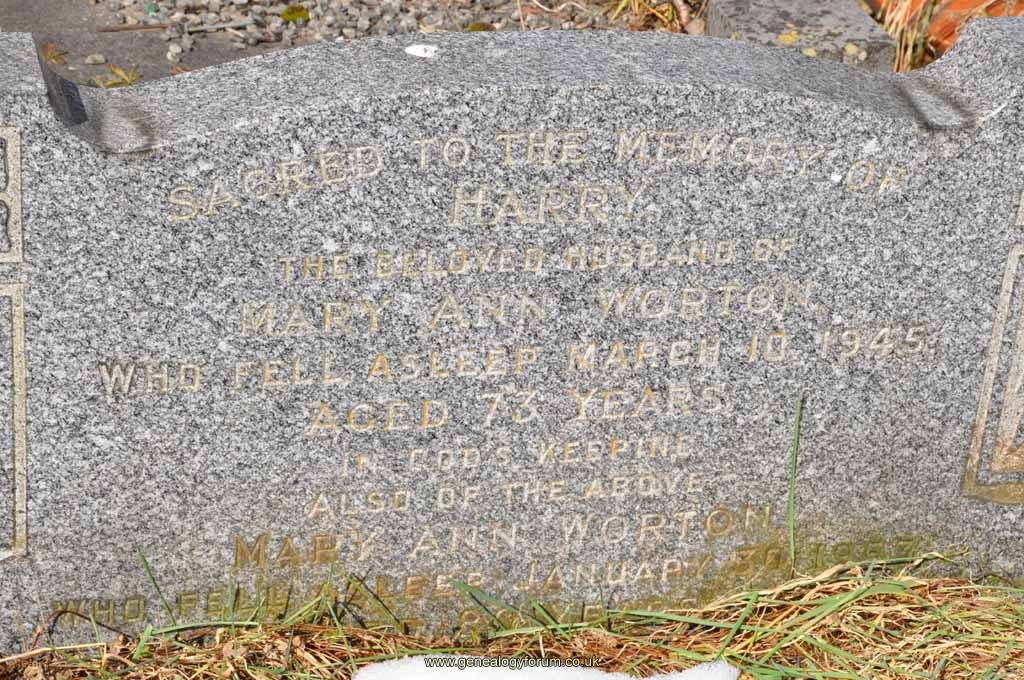 SACRED TO THE MEMORY OF
HARRY,
THE BELOVED HUSBAND OF
MARY ANN WORTON,
WHO FELL ASLEEP MARCH 10, 1945,
AGED 73 YEARS.
IN GOD'S KEEPING
ALSO OF THE ABOVE
MARY ANN WORTON
WHO FELL ASLEEP JANUARY 30, 1957,
www.genealogyforum.co.uk